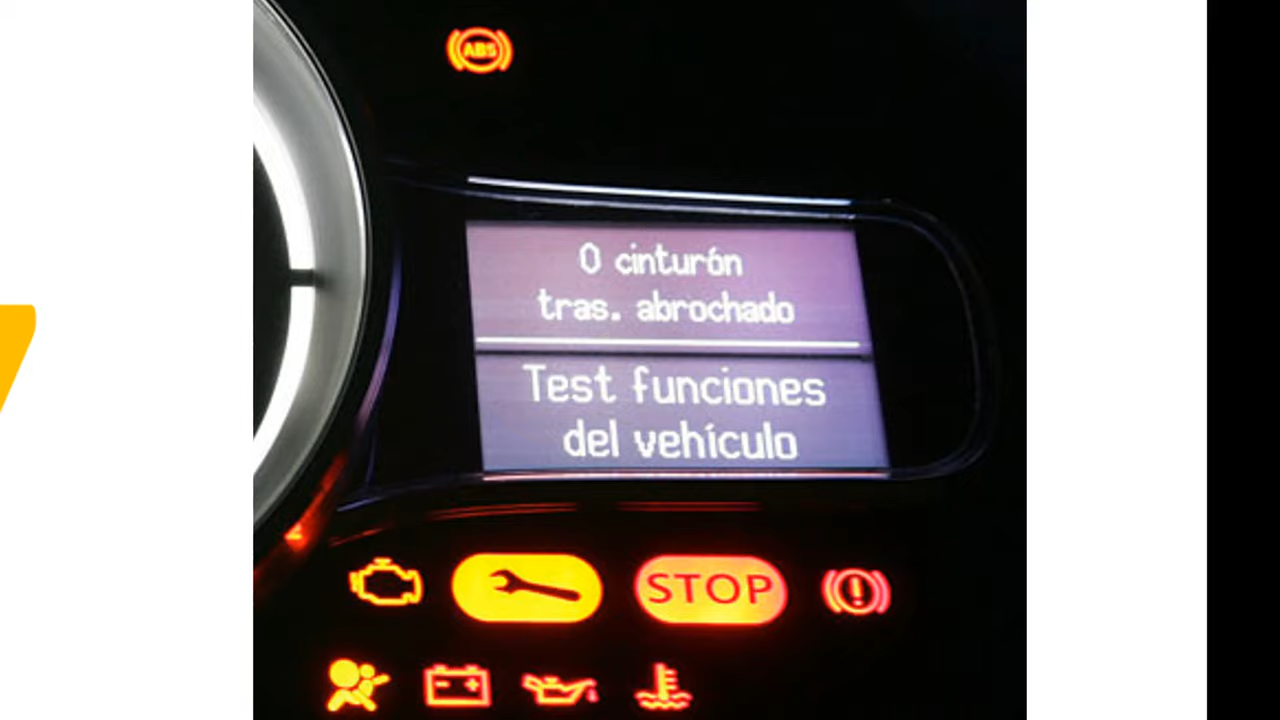 ABS
0 cinturón
tras. abrochado
Test funciones
del vehículo
STOP